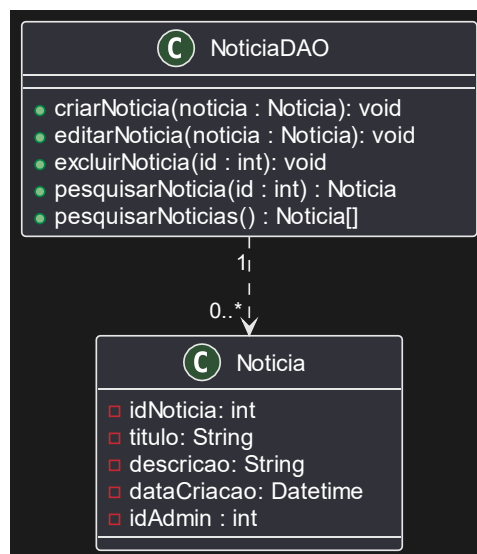 C NoticiaDAO
criarNoticia(noticia : Noticia): void
editarNoticia(noticia : Noticia): void
excluirNoticia(id : int): void
pesquisarNoticia(id : int) : Noticia
pesquisarNoticias() : Noticia[]
1
0..*
C Noticia
idNoticia: int
titulo: String
descricao: String
dataCriacao: Datetime
idAdmin : int